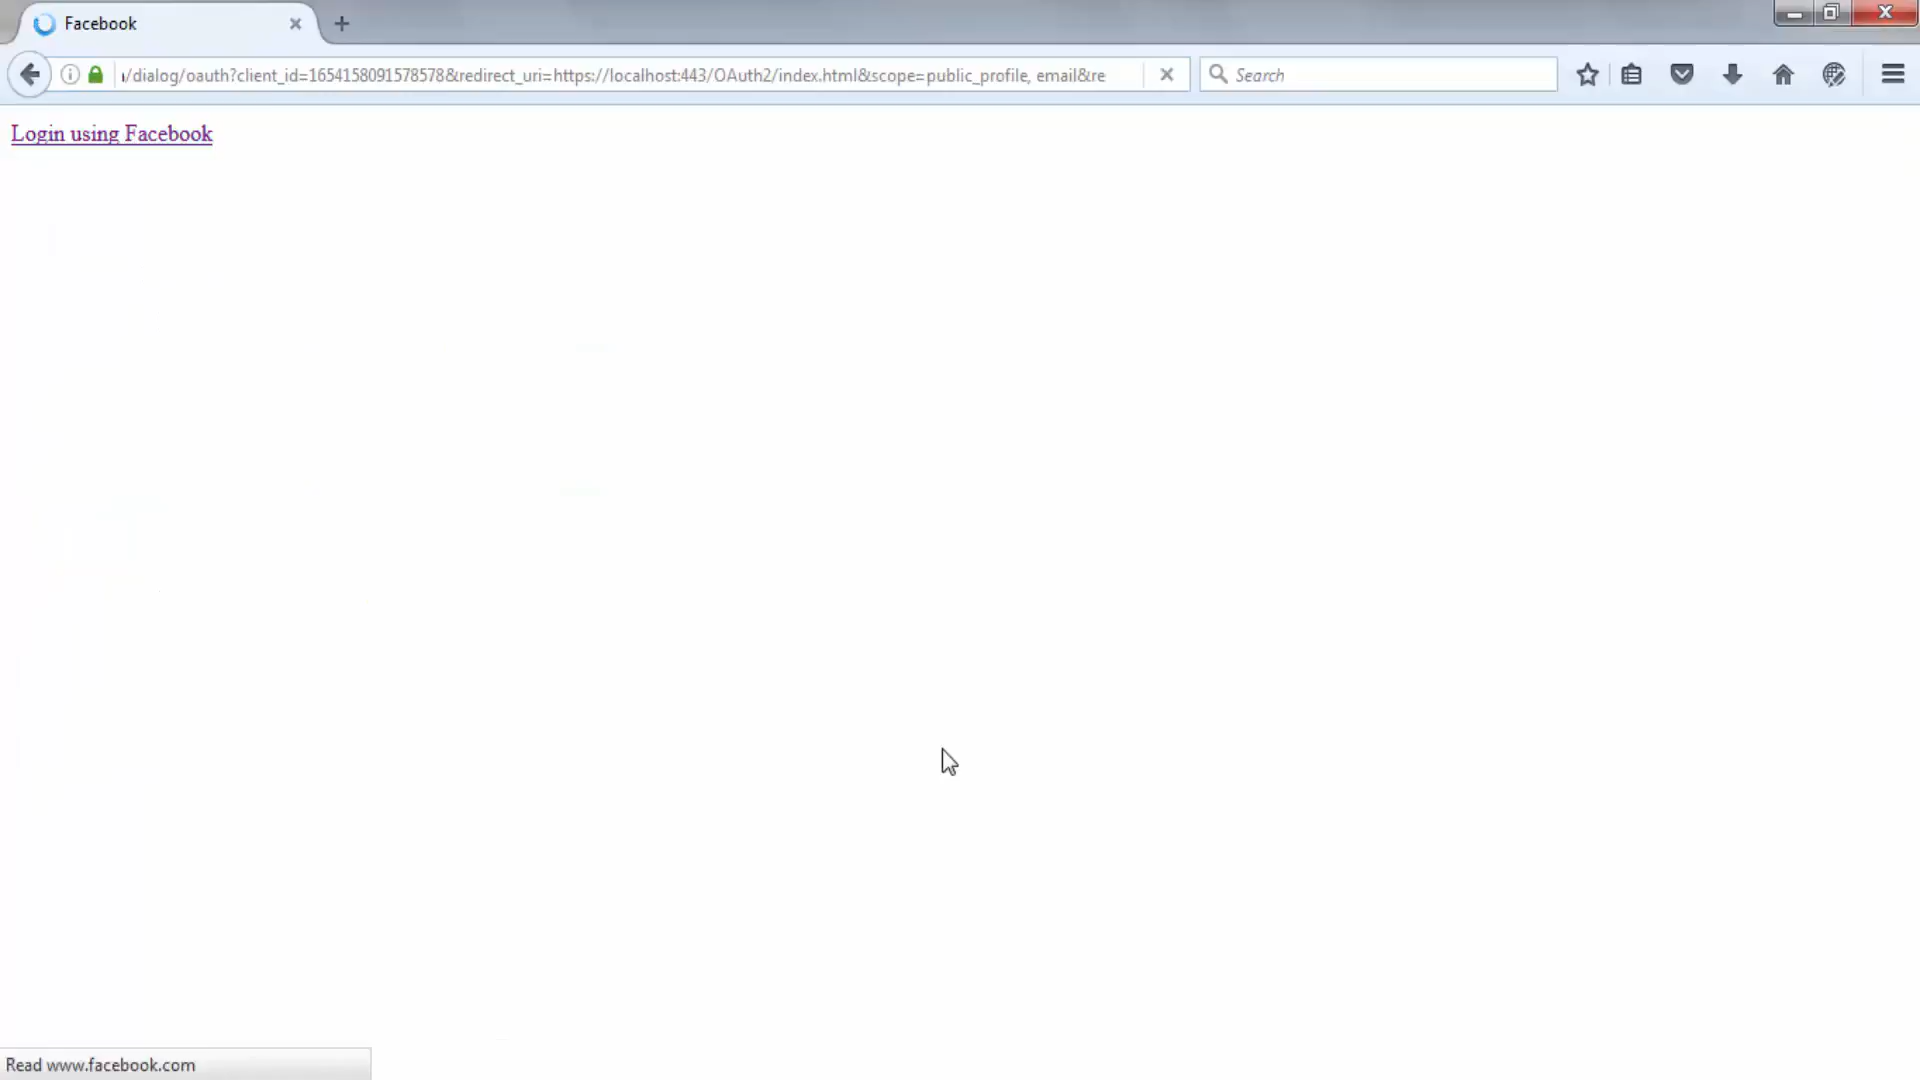 Facebook
/dialog/oauth?client_id=1654158091578578&redirect_uri=https://localhost:443/OAuth2/index.html&scope=public_profile, email&re
Search
Login using Facebook
Read www.facebook.com